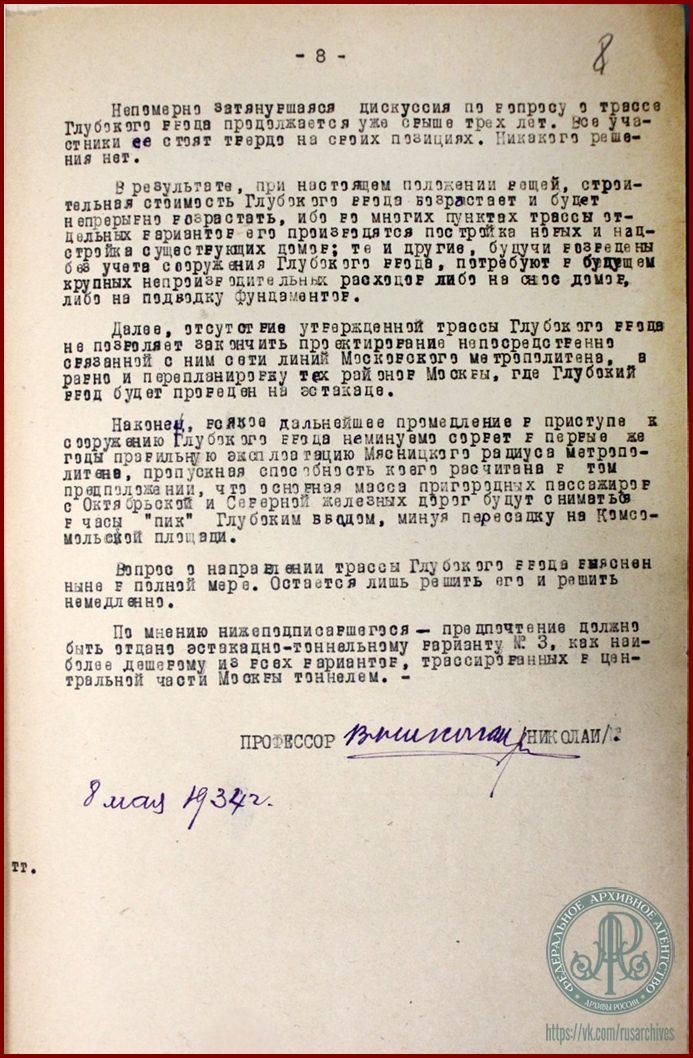 - 8 -
8
Непомерно затянувшаяся дискуссия по вопросу о трассе
Глубокого ввода продолжается уже свыше трех лет. Все уча-
стники ее стоят твердо на своих позициях. Никакого реше-
ния нет.
В результате, при настоящем положении вещей, строи-
тельная стоимость Глубокого ввода возрастает и будет
непрерывно возрастать, ибо во многих пунктах трассы от-
дельных вариантов его производятся постройка новых и над-
стройка существующих домов; те и другие, будучи возведены
без учета сооружения Глубокого ввода, потребуют в будущем
крупных непроизводительных расходов либо на снос домов,
либо на подводку фундаментов.
Далее, отсутствие утвержденной трассы Глубокого ввода
не позволяет закончить проектирование непосредственно
связанной с ним сети линий Московского метрополитена, а
равно и перепланировку тех районов Москвы, где Глубокий
ввод будет проведен на эстакаде.
Наконец, всякое дальнейшее промедление в приступе к
сооружению Глубокого ввода неминуемо сорвет в первые же
годы правильную эксплоатацию Мясницкого радиуса метропо-
литена, пропускная способность коего расчитана в том
предположении, что основная масса пригородных пассажиров
с Октябрьской и Северной железных дорог будут сниматься
в часы "пик" Глубоким вводом, минуя пересадку на Комсо-
мольской площади.
Вопрос о направлении трассы Глубокого ввода выяснен
ныне в полной мере. Остается лишь решить его и решить
немедленно.
По мнению нижеподписавшегося - предпочтение должно
быть отдано эстакадно-тоннельному варианту № 3, как наи-
более дешевому из всех вариантов, трассированных в цен-
тральной части Москвы тоннелем. -
ПРОФЕССОР /НИКОЛАИ/.
8 мая 1934 г.
тт.
ФЕДЕРАЛЬНОЕ АРХИВНОЕ АГЕНТСТВО
АРХИВЫ РОССИИ
https://vk.com/rusarchives